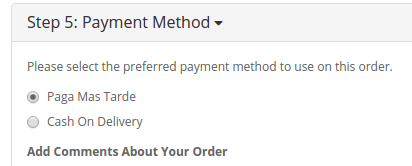 Step 5: Payment Method
Please select the preferred payment method to use on this order.
Paga Mas Tarde
Cash On Delivery
Add Comments About Your Order